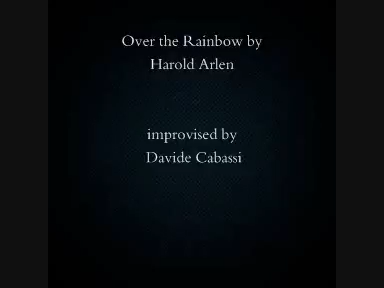 Over the Rainbow by
Harold Arlen
improvised by
Davide Cabassi